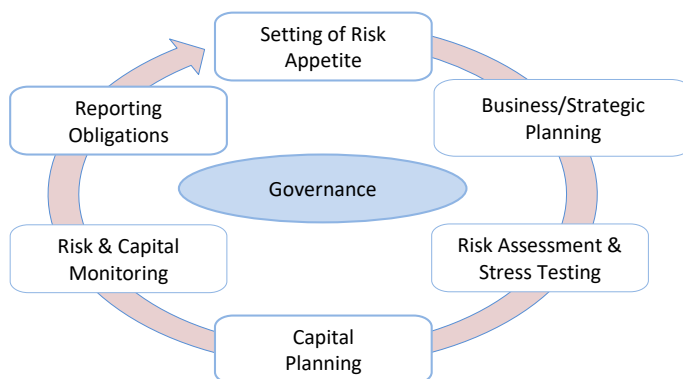 Setting of Risk
Appetite
Business/Strategic
Planning
Risk Assessment &
Stress Testing
Capital
Planning
Risk & Capital
Monitoring
Reporting
Obligations
Governance